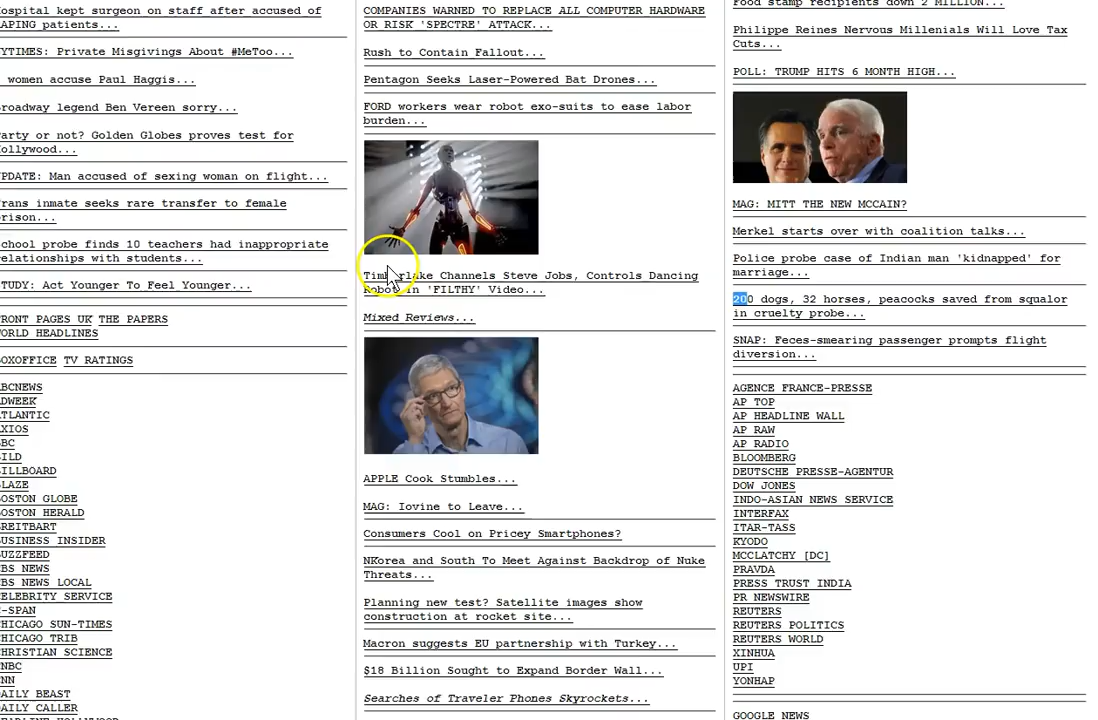 ospital kept surgeon on staff after accused of
APING patients...
YTIMES: Private Misgivings About #MeToo...
women accuse Paul Haggis...
roadway legend Ben Vereen sorry...
arty or not? Golden Globes proves test for
ollywood...
PDATE: Man accused of sexing woman on flight...
rans inmate seeks rare transfer to female
rison...
chool probe finds 10 teachers had inappropriate
elationships with students...
TUDY: Act Younger To Feel Younger...
RONT PAGES UK THE PAPERS
ORLD HEADLINES
OXOFFICE TV RATINGS
BCNEWS
DWEEK
TLANTIC
XIOS
BC
ILD
ILLBOARD
LAZE
OSTON GLOBE
OSTON HERALD
REITBART
USINESS INSIDER
UZZFEED
BS NEWS
BS NEWS LOCAL
ELEBRITY SERVICE
-SPAN
HICAGO SUN-TIMES
HICAGO TRIB
HRISTIAN SCIENCE
NBC
NN
AILY BEAST
AILY CALLER
COMPANIES WARNED TO REPLACE ALL COMPUTER HARDWARE
OR RISK 'SPECTRE' ATTACK...
Rush to Contain Fallout...
Pentagon Seeks Laser-Powered Bat Drones...
FORD workers wear robot exo-suits to ease labor
burden...
Timberlake Channels Steve Jobs, Controls Dancing
Robot in 'FILTHY' Video...
Mixed Reviews...
APPLE Cook Stumbles...
MAG: Iovine to Leave...
Consumers Cool on Pricey Smartphones?
NKorea and South To Meet Against Backdrop of Nuke
Threats...
Planning new test? Satellite images show
construction at rocket site...
Macron suggests EU partnership with Turkey...
$18 Billion Sought to Expand Border Wall...
Searches of Traveler Phones Skyrockets...
Food stamp recipients down 2 MILLION...
Philippe Reines Nervous Millenials Will Love Tax
Cuts...
POLL: TRUMP HITS 6 MONTH HIGH...
MAG: MITT THE NEW MCCAIN?
Merkel starts over with coalition talks...
Police probe case of Indian man 'kidnapped' for
marriage...
200 dogs, 32 horses, peacocks saved from squalor
in cruelty probe...
SNAP: Feces-smearing passenger prompts flight
diversion...
AGENCE FRANCE-PRESSE
AP TOP
AP HEADLINE WALL
AP RAW
AP RADIO
BLOOMBERG
DEUTSCHE PRESSE-AGENTUR
DOW JONES
INDO-ASIAN NEWS SERVICE
INTERFAX
ITAR-TASS
KYODO
MCCLATCHY [DC]
PRAVDA
PRESS TRUST INDIA
PR NEWSWIRE
REUTERS
REUTERS POLITICS
REUTERS WORLD
XINHUA
UPI
YONHAP
GOOGLE NEWS